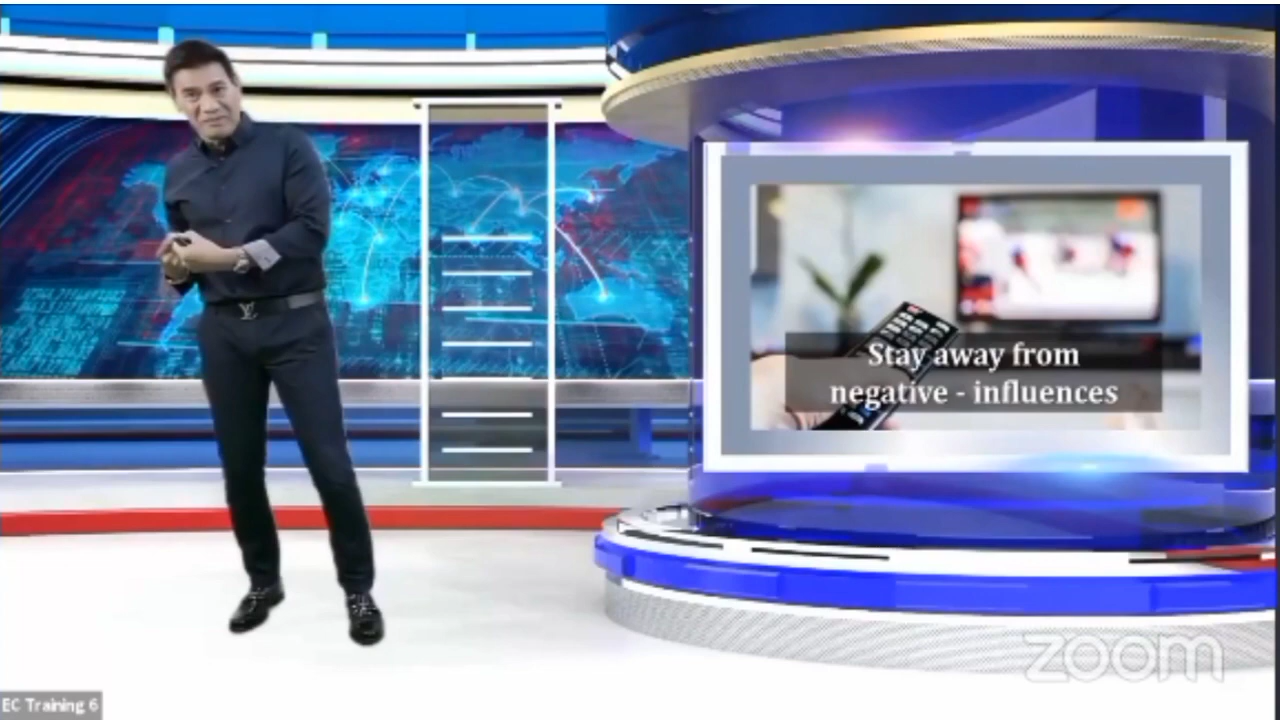 Stay away from
negative - influences
zoom
EC Training 6